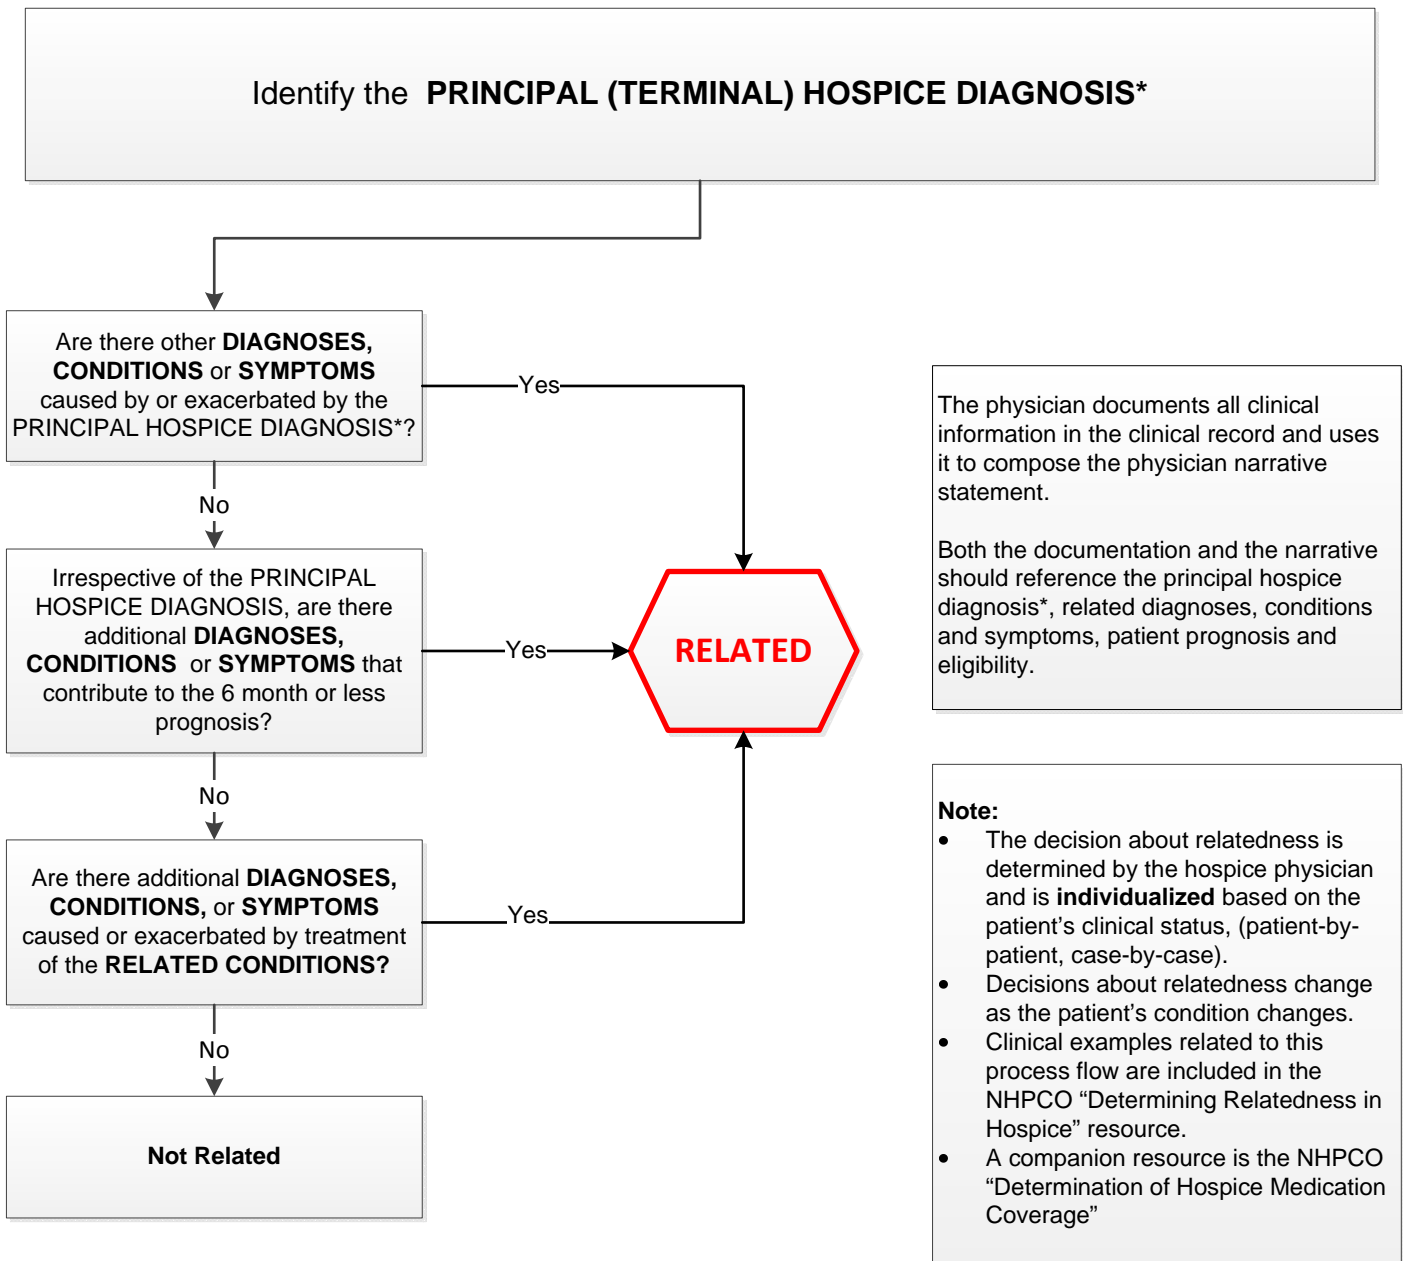 Identify the PRINCIPAL (TERMINAL) HOSPICE DIAGNOSIS*
Are there other DIAGNOSES,
CONDITIONS or SYMPTOMS
caused by or exacerbated by the
PRINCIPAL HOSPICE DIAGNOSIS*?
Yes
No
Irrespective of the PRINCIPAL
HOSPICE DIAGNOSIS, are there
additional DIAGNOSES,
CONDITIONS or SYMPTOMS that
contribute to the 6 month or less
prognosis?
Yes
RELATED
No
Are there additional DIAGNOSES,
CONDITIONS, or SYMPTOMS
caused or exacerbated by treatment
of the RELATED CONDITIONS?
Yes
No
Not Related
The physician documents all clinical
information in the clinical record and uses
it to compose the physician narrative
statement.
Both the documentation and the narrative
should reference the principal hospice
diagnosis*, related diagnoses, conditions
and symptoms, patient prognosis and
eligibility.
Note:
• The decision about relatedness is
determined by the hospice physician
and is individualized based on the
patient’s clinical status, (patient-by-
patient, case-by-case).
• Decisions about relatedness change
as the patient’s condition changes.
• Clinical examples related to this
process flow are included in the
NHPCO “Determining Relatedness in
Hospice” resource.
• A companion resource is the NHPCO
“Determination of Hospice Medication
Coverage”